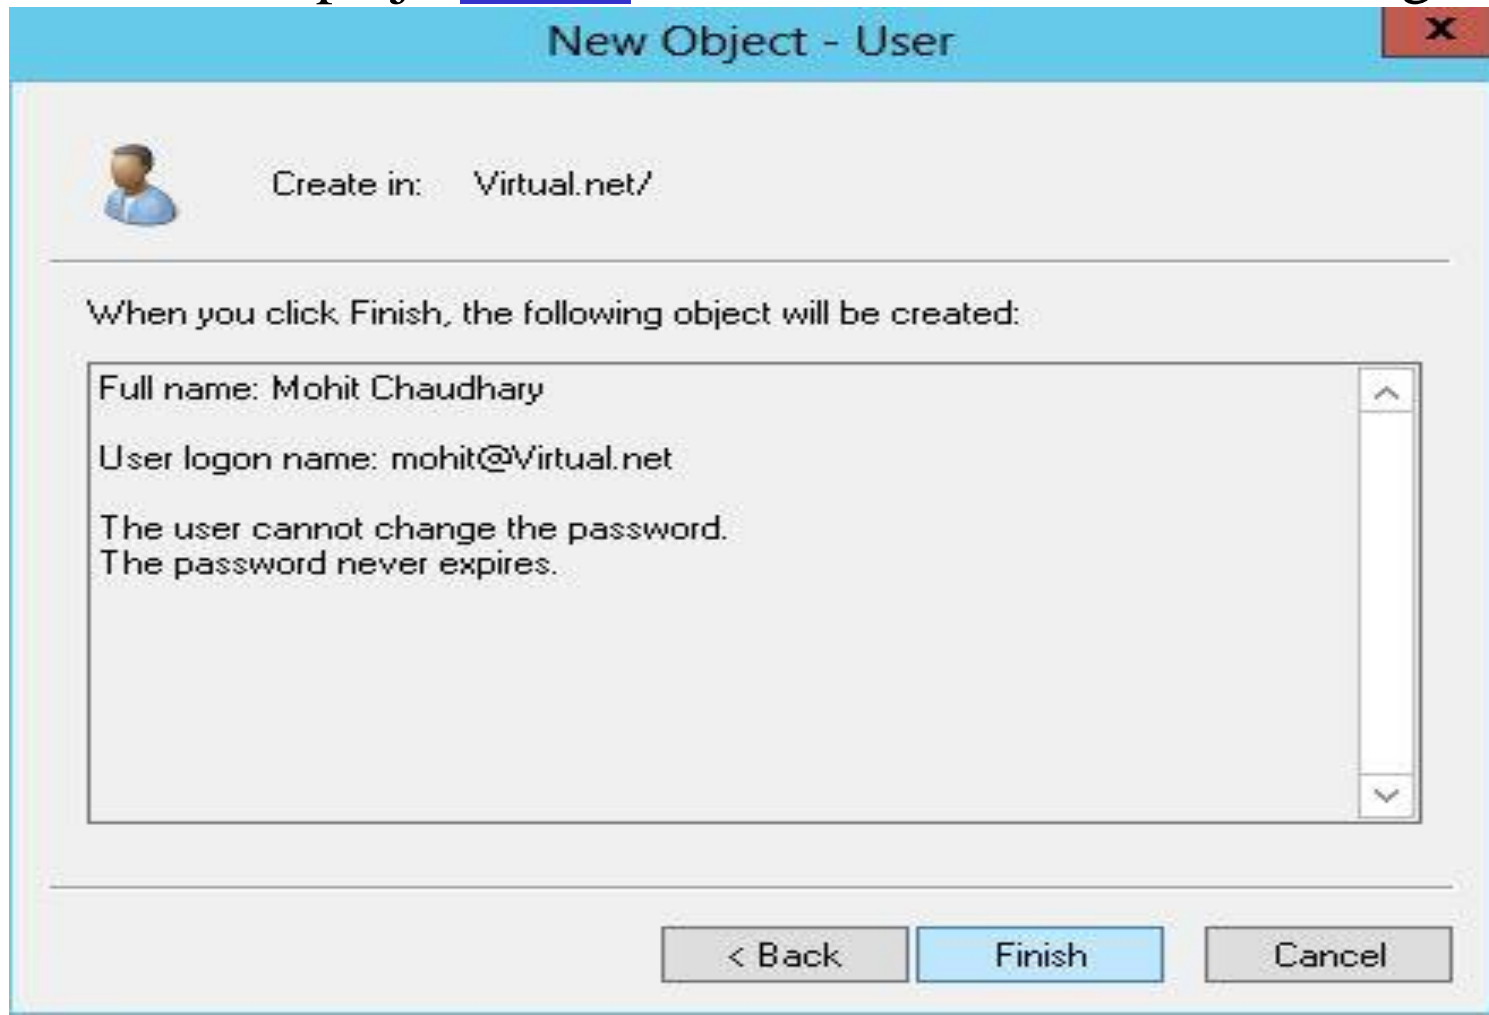 New Object - User
x
Create in: Virtual.net/
When you click Finish, the following object will be created:
Full name: Mohit Chaudhary
User logon name: mohit@Virtual.net
The user cannot change the password.
The password never expires.
< Back Finish Cancel